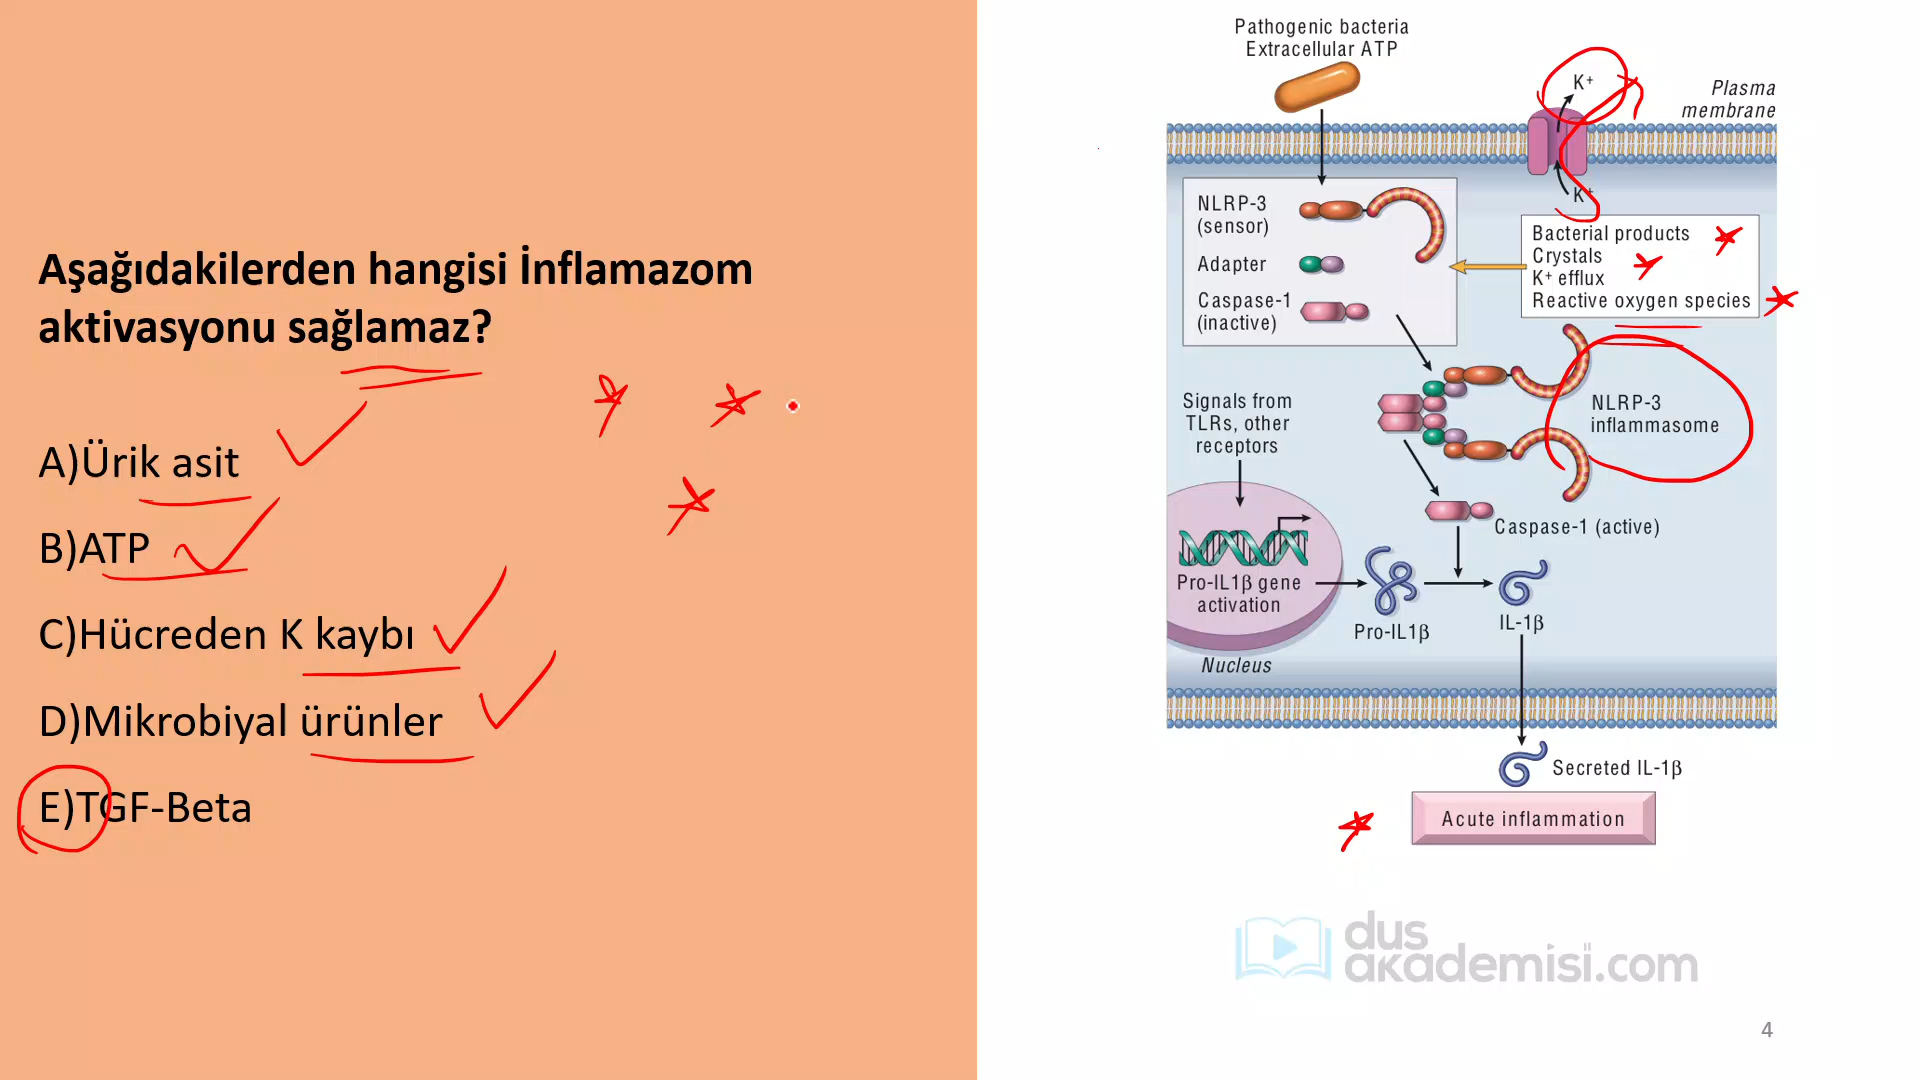 Aşağıdakilerden hangisi İnflamazom
aktivasyonu sağlamaz?
A)Ürik asit
B)ATP
C)Hücreden K kaybı
D)Mikrobiyal ürünler
E)TGF-Beta
Pathogenic bacteria
Extracellular ATP
K⁺
Plasma
membrane
K⁺
NLRP-3
(sensor)
Adapter
Caspase-1
(inactive)
Bacterial products
Crystals
K⁺ efflux
Reactive oxygen species
NLRP-3
inflammasome
Signals from
TLRs, other
receptors
Caspase-1 (active)
Pro-IL1β gene
activation
Pro-IL1β
IL-1β
Nucleus
Secreted IL-1β
Acute inflammation
dus
akademisi.com
4